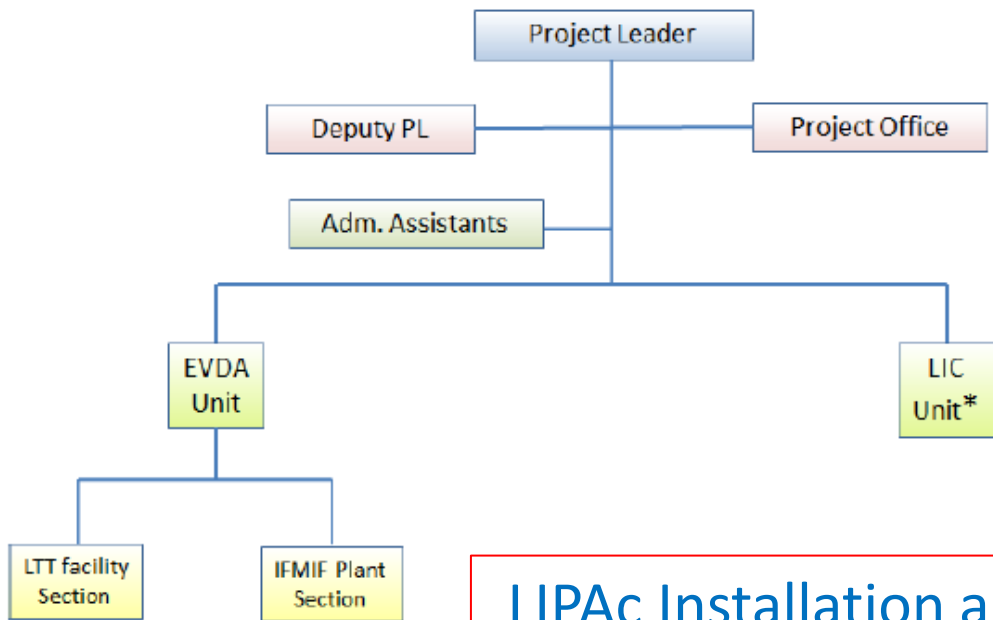 Project Leader
Deputy PL
Project Office
Adm. Assistants
EVDA
Unit
LIC
Unit*
LTT facility
Section
IFMIF Plant
Section
LIPAc Installation a